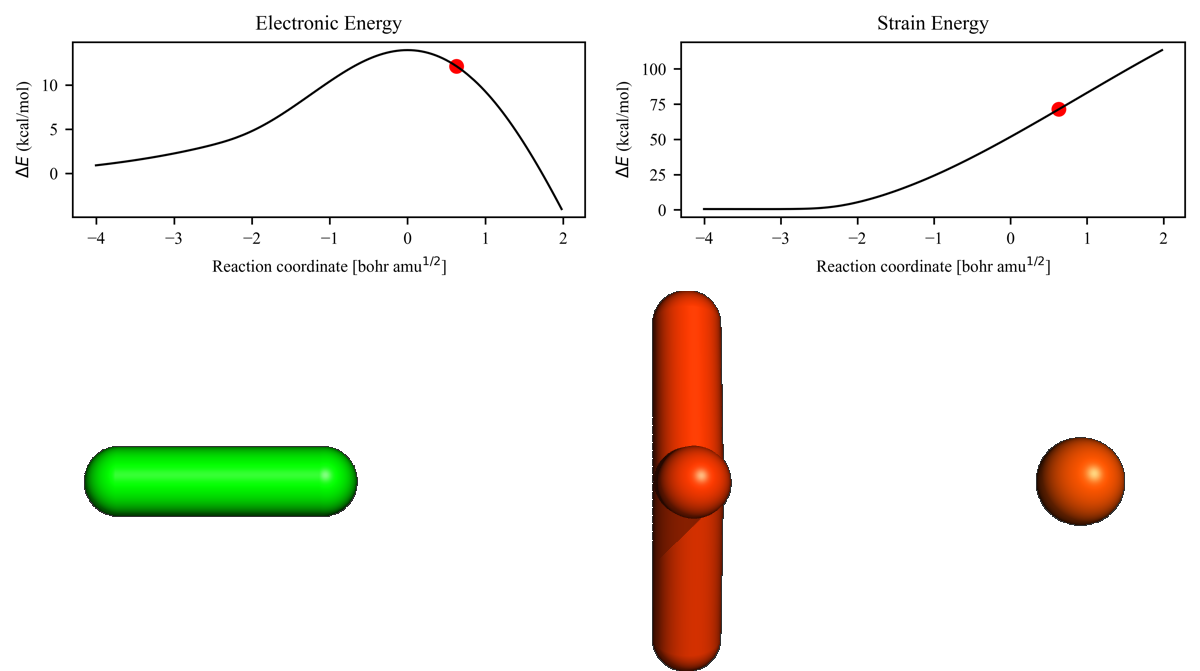 Electronic Energy
ΔE (kcal/mol)
10
5
0
−4 −3 −2 −1 0 1 2
Reaction coordinate [bohr amu^1/2]
Strain Energy
ΔE (kcal/mol)
100
75
50
25
0
−4 −3 −2 −1 0 1 2
Reaction coordinate [bohr amu^1/2]